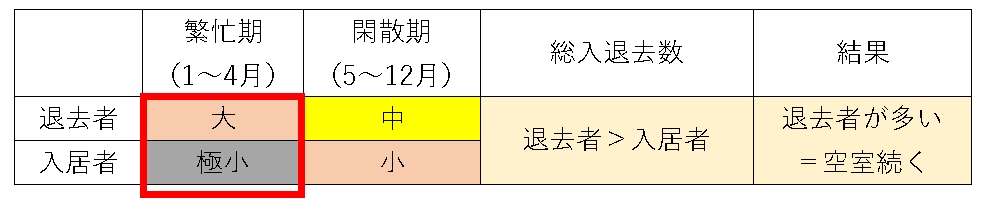 繁忙期
(1～4月)
閑散期
(5～12月)
総入退去数
結果
退去者
大
中
退去者＞入居者
退去者が多い
＝空室続く
入居者
極小
小